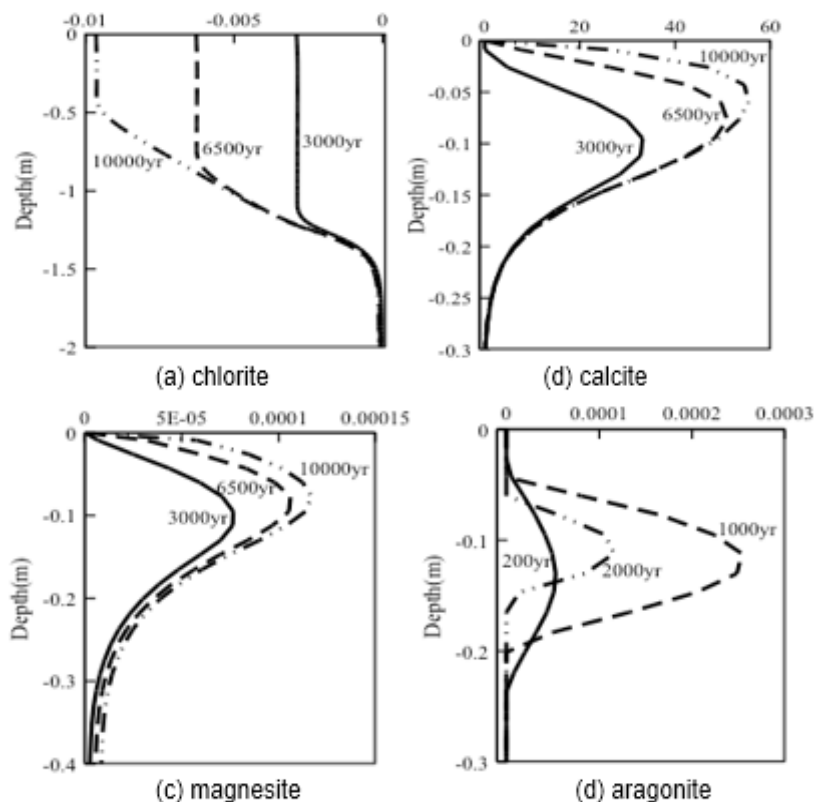 -0.01 -0.005 0
0
-0.5
-1
-1.5
-2
Depth(m)
10000yr
6500yr
3000yr
(a) chlorite
0 20 40 60
0
-0.05
-0.1
-0.15
-0.2
-0.25
-0.3
Depth(m)
10000yr
6500yr
3000yr
(d) calcite
0 5E-05 0.0001 0.00015
0
-0.1
-0.2
-0.3
-0.4
Depth(m)
10000yr
6500yr
3000yr
(c) magnesite
0 0.0001 0.0002 0.0003
0
-0.1
-0.2
-0.3
Depth(m)
1000yr
200yr
2000yr
(d) aragonite